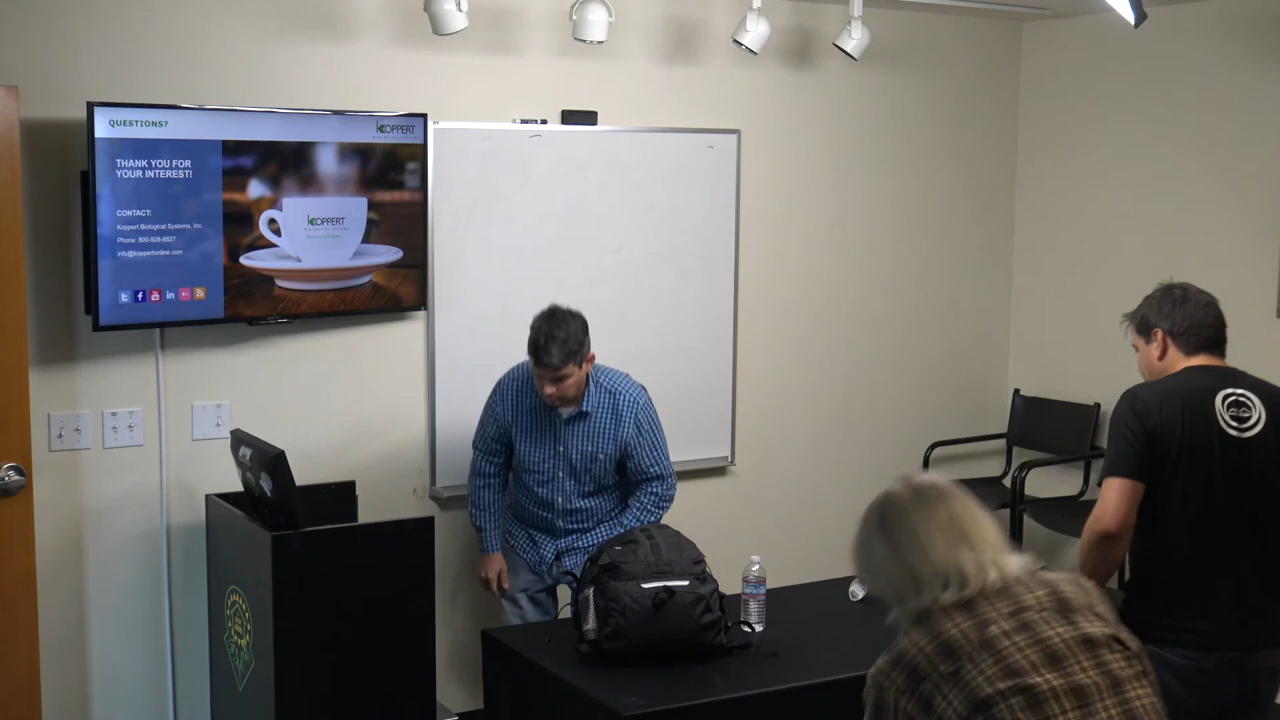 QUESTIONS?
KOPPERT
THANK YOU FOR
YOUR INTEREST!
CONTACT:
Koppert Biological Systems, Inc.
Phone: 800-928-8827
info@koppertonline.com
KOPPERT